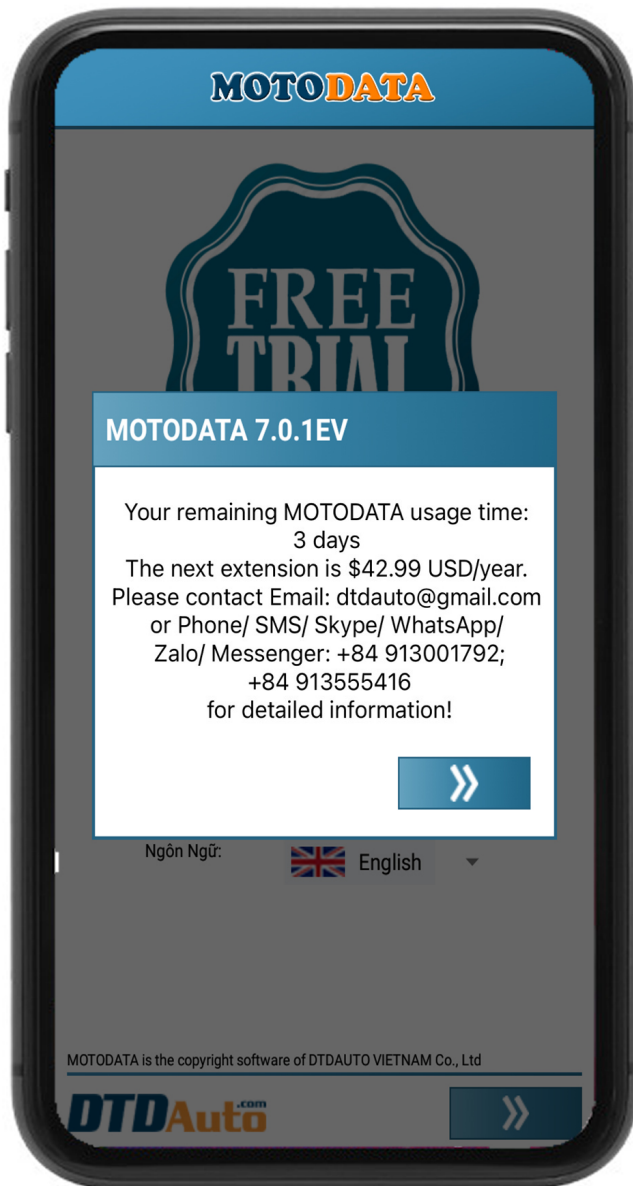 MOTODATA
FREE
TRIAL
MOTODATA 7.0.1EV
Your remaining MOTODATA usage time:
3 days
The next extension is $42.99 USD/year.
Please contact Email: dtdauto@gmail.com
or Phone/ SMS/ Skype/ WhatsApp/
Zalo/ Messenger: +84 913001792;
+84 913555416
for detailed information!
Ngôn Ngữ:
English
MOTODATA is the copyright software of DTDAUTO VIETNAM Co., Ltd
DTDAuto.com